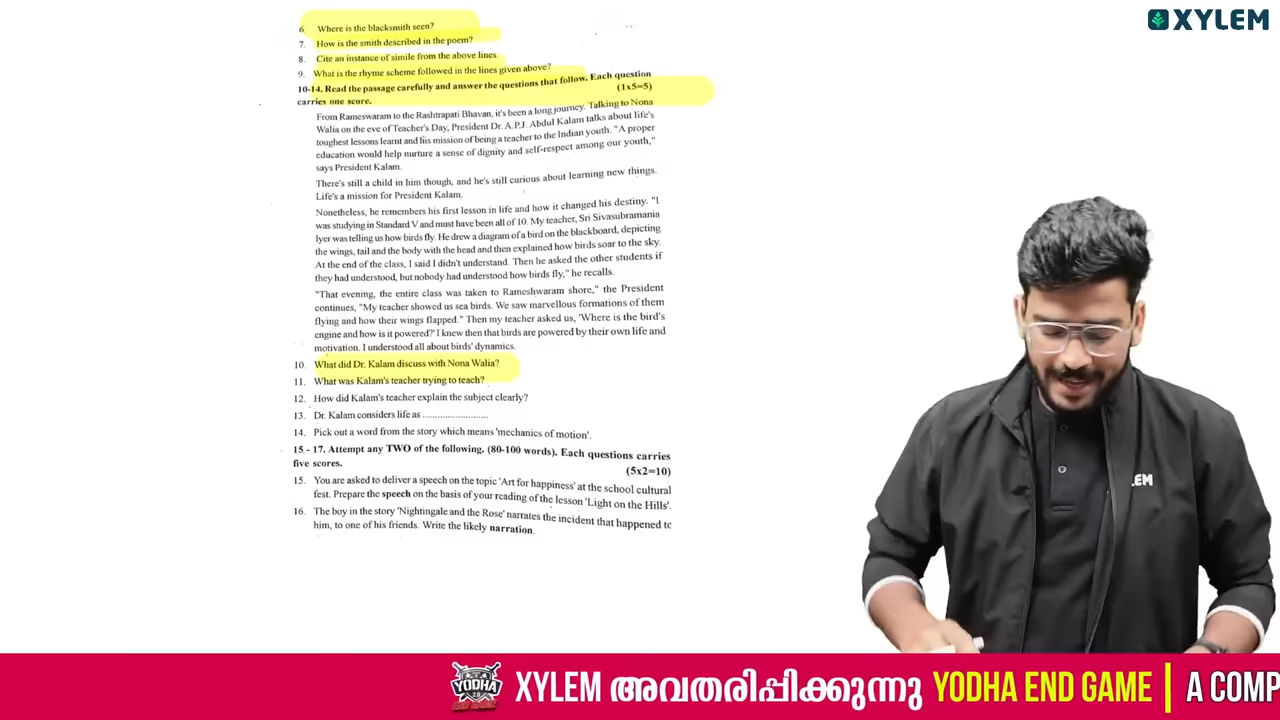 XYLEM
6. Where is the blacksmith seen?
7. How is the smith described in the poem?
8. Cite an instance of simile from the above lines.
9. What is the rhyme scheme followed in the lines given above?
10-14. Read the passage carefully and answer the questions that follow. Each question
carries one score. (1x5=5)
From Rameswaram to the Rashtrapati Bhavan, it's been a long journey. Talking to Nona
Walia on the eve of Teacher's Day, President Dr. A.P.J. Abdul Kalam talks about life's
toughest lessons learnt and his mission of being a teacher to the Indian youth. "A proper
education would help nurture a sense of dignity and self-respect among our youth,"
says President Kalam.
There's still a child in him though, and he's still curious about learning new things.
Life's a mission for President Kalam.
Nonetheless, he remembers his first lesson in life and how it changed his destiny. "I
was studying in Standard V and must have been all of 10. My teacher, Sri Sivasubramania
Iyer was telling us how birds fly. He drew a diagram of a bird on the blackboard, depicting
the wings, tail and the body with the head and then explained how birds soar to the sky.
At the end of the class, I said I didn't understand. Then he asked the other students if
they had understood, but nobody had understood how birds fly," he recalls.
"That evening, the entire class was taken to Rameshwaram shore," the President
continues, "My teacher showed us sea birds. We saw marvellous formations of them
flying and how their wings flapped." Then my teacher asked us, 'Where is the bird's
engine and how is it powered?' I knew then that birds are powered by their own life and
motivation. I understood all about birds' dynamics.
10. What did Dr. Kalam discuss with Nona Walia?
11. What was Kalam's teacher trying to teach?
12. How did Kalam's teacher explain the subject clearly?
13. Dr. Kalam considers life as ..........................
14. Pick out a word from the story which means 'mechanics of motion'.
15 - 17. Attempt any TWO of the following. (80-100 words). Each questions carries
five scores. (5x2=10)
15. You are asked to deliver a speech on the topic 'Art for happiness' at the school cultural
fest. Prepare the speech on the basis of your reading of the lesson 'Light on the Hills'.
16. The boy in the story 'Nightingale and the Rose' narrates the incident that happened to
him, to one of his friends. Write the likely narration.
.EM
YODHA
END GAME
XYLEM അവതരിപ്പിക്കുന്നു YODHA END GAME | A COMP